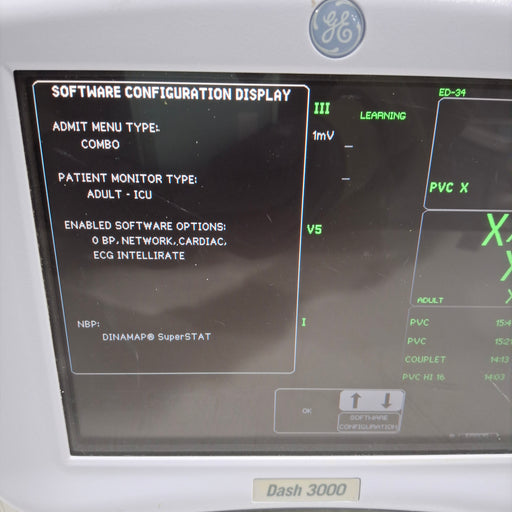 GE
SOFTWARE CONFIGURATION DISPLAY
ADMIT MENU TYPE:
COMBO
PATIENT MONITOR TYPE:
ADULT - ICU
ENABLED SOFTWARE OPTIONS:
0 BP, NETWORK, CARDIAC,
ECG INTELLIRATE
NBP:
DINAMAP® SuperSTAT
III
LEARNING
1mV
V5
I
ED-34
PVC X
ADULT
PVC
PVC
COUPLET 14:13
PVC HI 16 14:03
OK
SOFTWARE
CONFIGURATION
Dash 3000